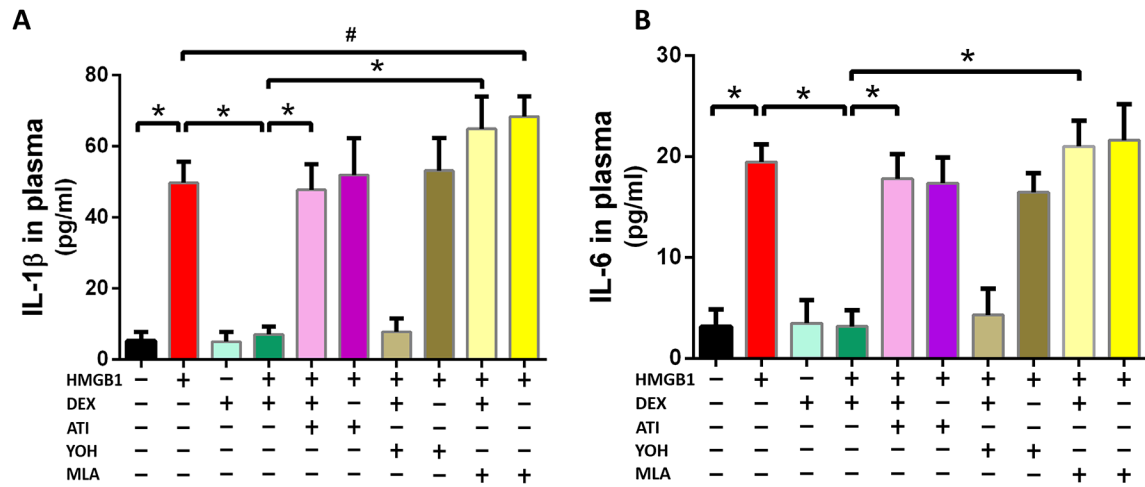 A
#
*
* * *
80
60
40
20
0
IL-1β in plasma
(pg/ml)
HMGB1 − + − + + + + + + +
DEX − − + + + − + − + −
ATI − − − − + + − − − −
YOH − − − − − − + + − −
MLA − − − − − − − − + +
B
*
* * *
30
20
10
0
IL-6 in plasma
(pg/ml)
HMGB1 − + − + + + + + + +
DEX − − + + + − + − + −
ATI − − − − + + − − − −
YOH − − − − − − + + − −
MLA − − − − − − − − + +